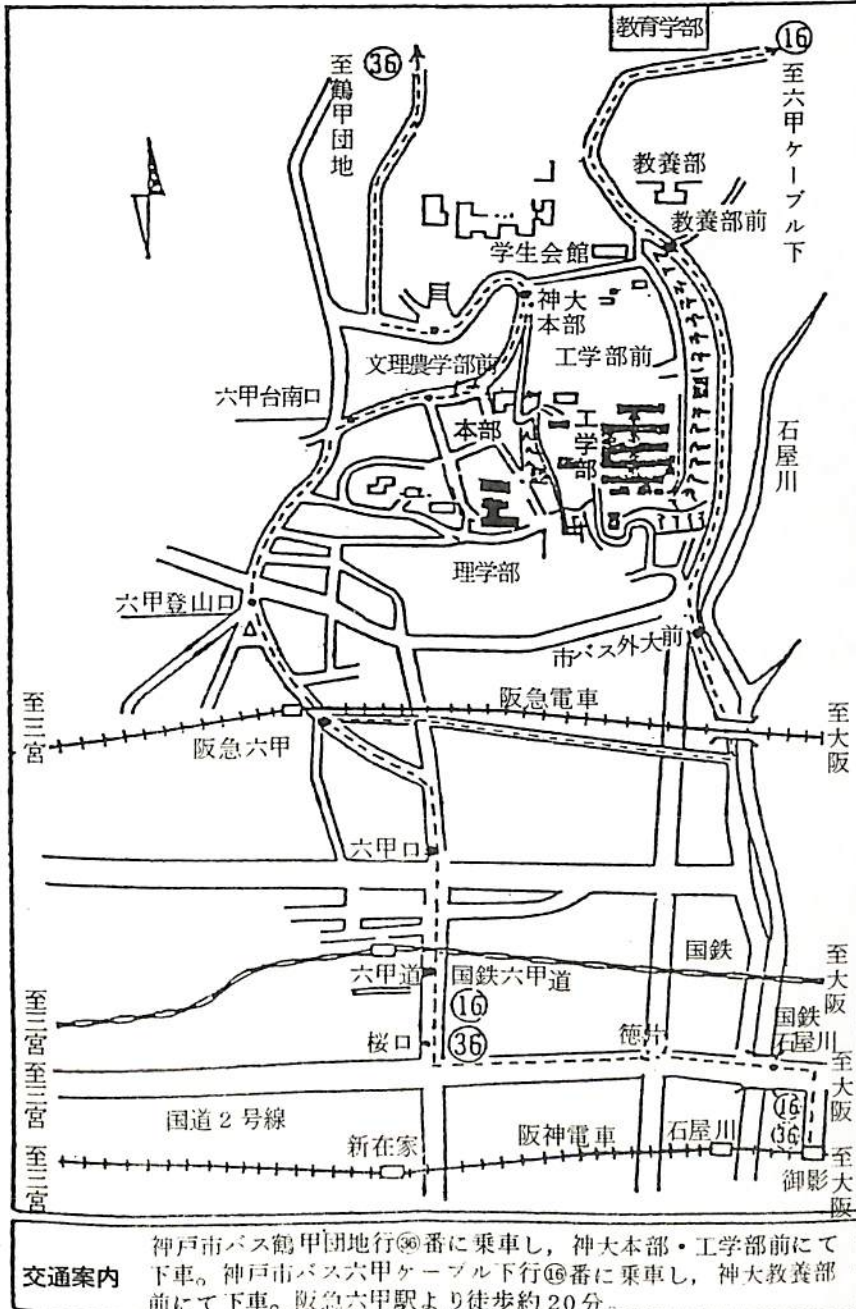 教育学部
㊱
⑯
至鶴甲団地
至六甲ケーブル下
教養部
教養部前
学生会館
神大本部
工学部前
文理農学部前
六甲台南口
本部
工学部
石屋川
理学部
六甲登山口
市バス外大前
至三宮
阪急電車
至大阪
阪急六甲
六甲口
国鉄
至大阪
六甲道
国鉄六甲道
⑯
至三宮
桜口
㊱
徳井
国鉄石屋川
至三宮
至大阪
国道2号線
⑯
㊱
新在家
阪神電車
石屋川
御影
至三宮
至大阪
交通案内
神戸市バス鶴甲団地行㊱番に乗車し,神大本部・工学部前にて
下車。神戸市バス六甲ケーブル下行⑯番に乗車し,神大教養部
前にて下車。阪急六甲駅より徒歩約20分。